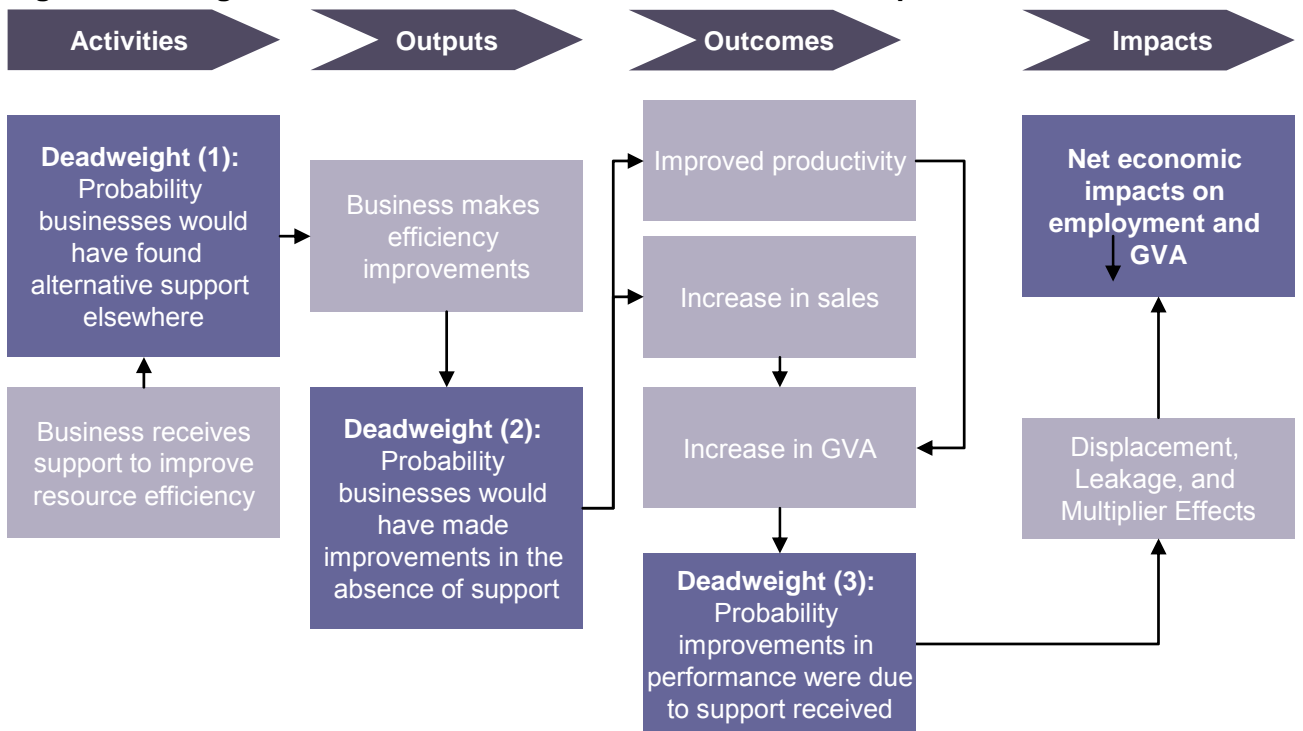 Activities
Outputs
Outcomes
Impacts
Deadweight (1):
Probability
businesses would
have found
alternative support
elsewhere
Business receives
support to improve
resource efficiency
Business makes
efficiency
improvements
Deadweight (2):
Probability
businesses would
have made
improvements in the
absence of support
Improved productivity
Increase in sales
Increase in GVA
Deadweight (3):
Probability
improvements in
performance were due
to support received
Net economic
impacts on
employment and
GVA
Displacement,
Leakage, and
Multiplier Effects